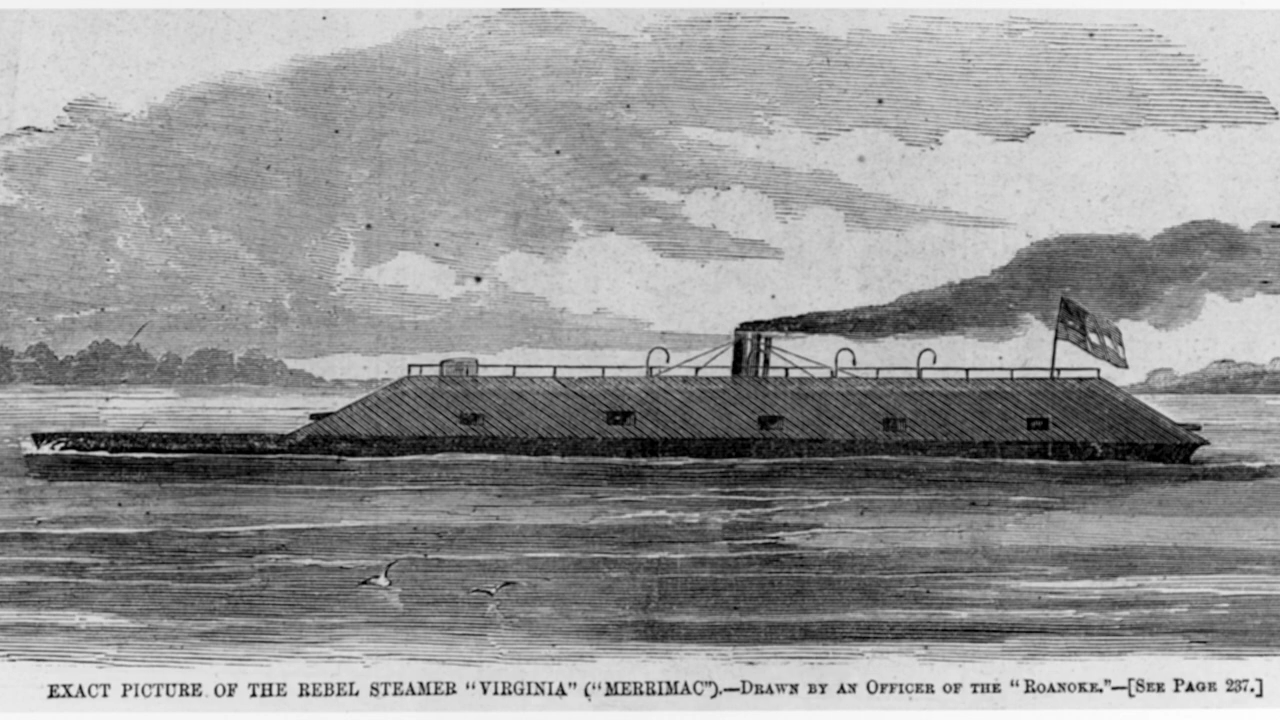 EXACT PICTURE OF THE REBEL STEAMER "VIRGINIA" ("MERRIMAC").—DRAWN BY AN OFFICER OF THE "ROANOKE."—[SEE PAGE 237.]